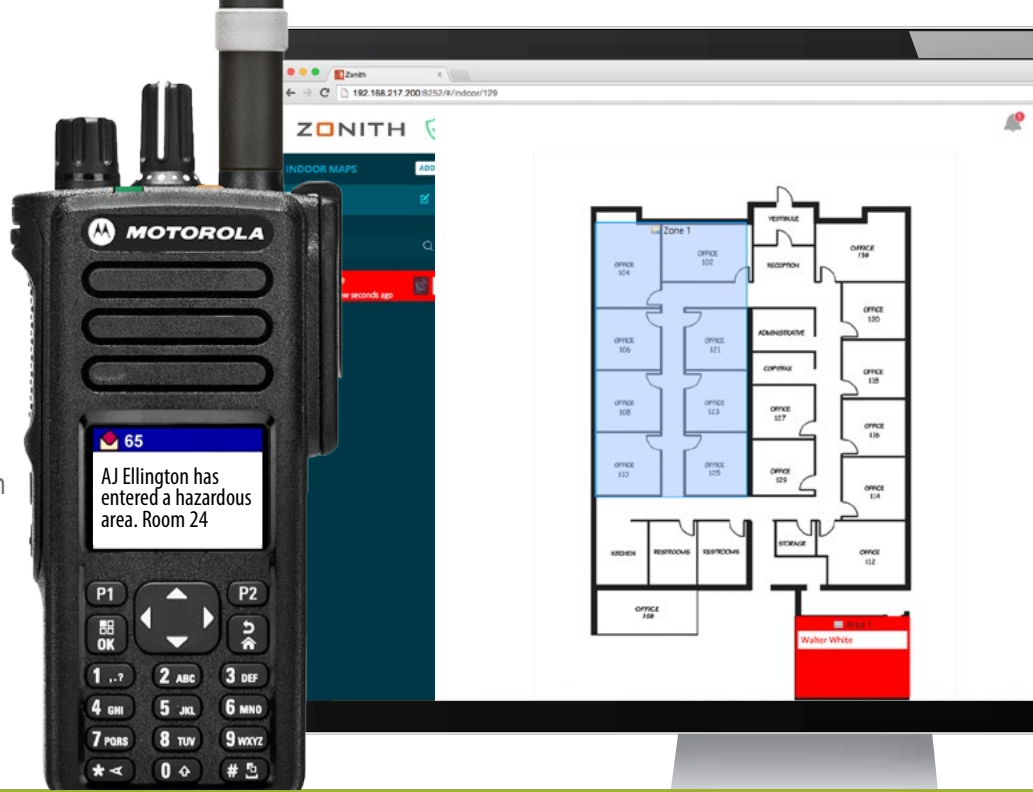 Zonith
192.168.217.200:8252/#/indoor/129
ZONITH
INDOOR MAPS
ADD
ew seconds ago
1
MOTOROLA
65
AJ Ellington has
entered a hazardous
area. Room 24
P1
P2
OK
1 .,?
2 ABC
3 DEF
4 GHI
5 JKL
6 MNO
7 PQRS
8 TUV
9 WXYZ
*
0
#
n
Zone 1
VESTIBULE
OFFICE
104
OFFICE
102
RECEPTION
OFFICE
OFFICE
120
OFFICE
106
OFFICE
121
ADMINISTRATIVE
OFFICE
118
OFFICE
108
OFFICE
123
OFFICE
127
OFFICE
116
OFFICE
110
OFFICE
125
OFFICE
129
OFFICE
114
KITCHEN
RESTROOMS
RESTROOMS
STORAGE
OFFICE
112
OFFICE
Area 1
Walter White